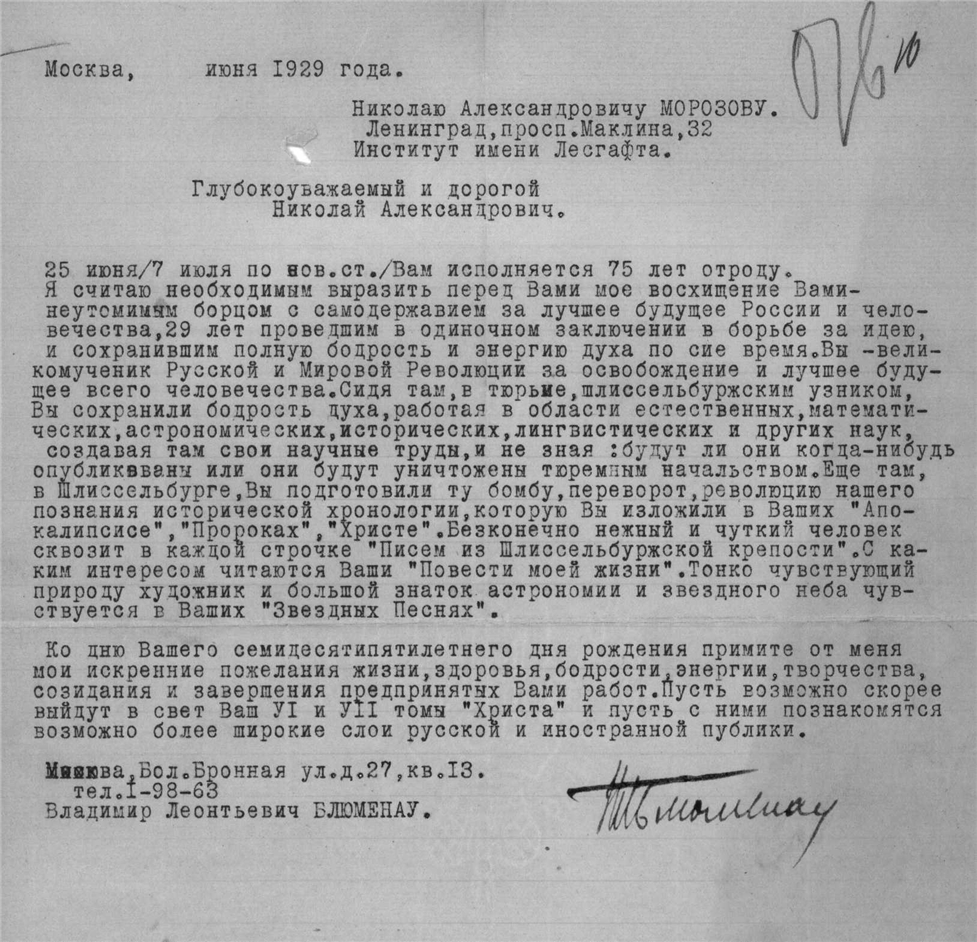 Москва,      июня 1929 года.
Николаю Александровичу МОРОЗОВУ.
Ленинград,просп.Маклина,32
Институт имени Лесгафта.
Глубокоуважаемый и дорогой
Николай Александрович.
25 июня/7 июля по нов.ст./Вам исполняется 75 лет отроду.
Я считаю необходимым выразить перед Вами мое восхищение Вами-
неутомимым борцом с самодержавием за лучшее будущее России и чело-
вечества,29 лет проведшим в одиночном заключении в борьбе за идею,
и сохранившим полную бодрость и энергию духа по сие время.Вы -вели-
комученик Русской и Мировой Революции за освобождение и лучшее буду-
щее всего человечества.Сидя там,в тюрьме,шлиссельбуржским узником,
Вы сохранили бодрость духа,работая в области естественных,математи-
ческих,астрономических,исторических,лингвистических и других наук,
создавая там свои научные труды,и не зная :будут ли они когда-нибудь
опубликваваны или они будут уничтожены тюремным начальством.Еще там,
в Шлиссельбурге,Вы подготовили ту бомбу,переворот,революцию нашего
познания исторической хронологии,которую Вы изложили в Ваших "Апо-
калипсисе","Пророках","Христе".Безконечно нежный и чуткий человек
сквозит в каждой строчке "Писем из Шлиссельбуржской крепости".С ка-
ким интересом читаются Ваши "Повести моей жизни".Тонко чувствующий
природу художник и большой знаток астрономии и звездного неба чув-
ствуется в Ваших "Звездных Песнях".
Ко дню Вашего семидесятипятилетнего дня рождения примите от меня
мои искренние пожелания жизни,здоровья,бодрости,энергии,творчества,
созидания и завершения предпринятых Вами работ.Пусть возможно скорее
выйдут в свет Ваш УI и УII томы "Христа" и пусть с ними познакомятся
возможно более широкие слои русской и иностранной публики.
Бол.Бронная ул.д.27,кв.13.
тел.1-98-63
Владимир Леонтьевич БЛЮМЕНАУ.